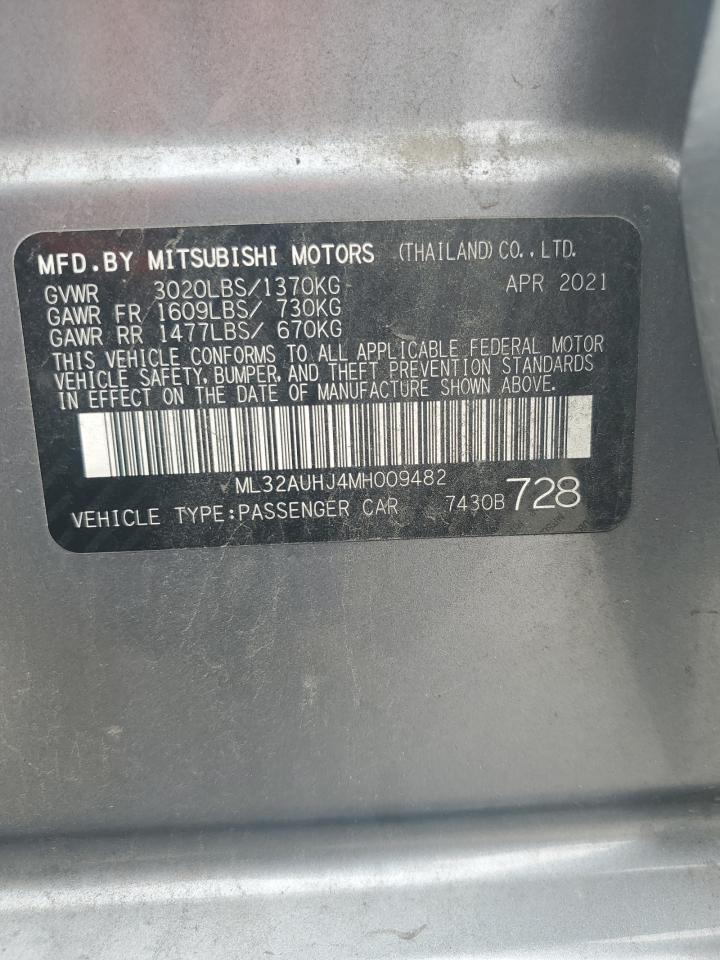 MFD.BY MITSUBISHI MOTORS (THAILAND) CO., LTD.
GVWR 3020LBS/1370KG APR 2021
GAWR FR 1609LBS/ 730KG
GAWR RR 1477LBS/ 670KG
THIS VEHICLE CONFORMS TO ALL APPLICABLE FEDERAL MOTOR
VEHICLE SAFETY, BUMPER, AND THEFT PREVENTION STANDARDS
IN EFFECT ON THE DATE OF MANUFACTURE SHOWN ABOVE.
ML32AUHJ4MH009482
VEHICLE TYPE:PASSENGER CAR 7430B728